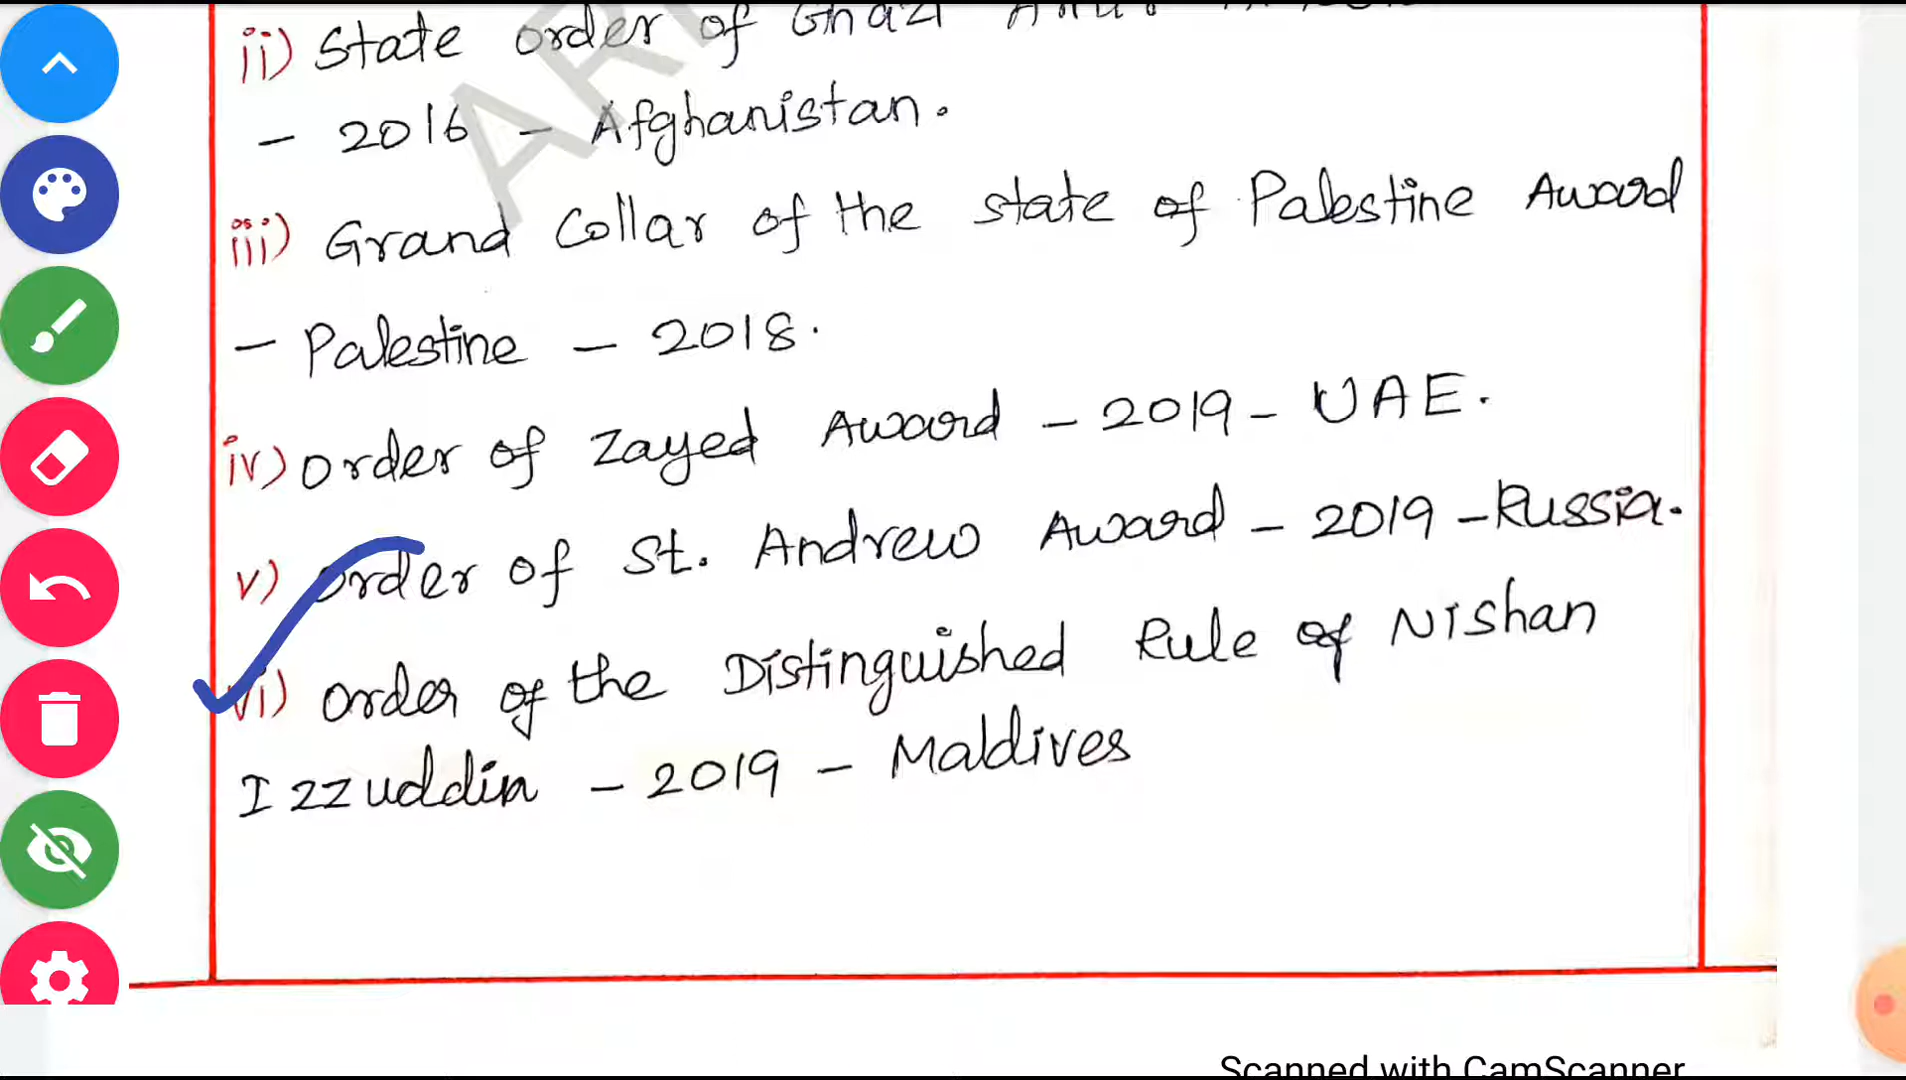 ii) State order of Ghazi
- 2016 - Afghanistan.
iii) Grand Collar of the state of Palestine Award
- Palestine - 2018.
iv) Order of Zayed Award - 2019 - UAE.
v) Order of St. Andrew Award - 2019 - Russia.
vi) Order of the Distinguished Rule of Nishan
Izzuddin - 2019 - Maldives
Scanned with CamScanner